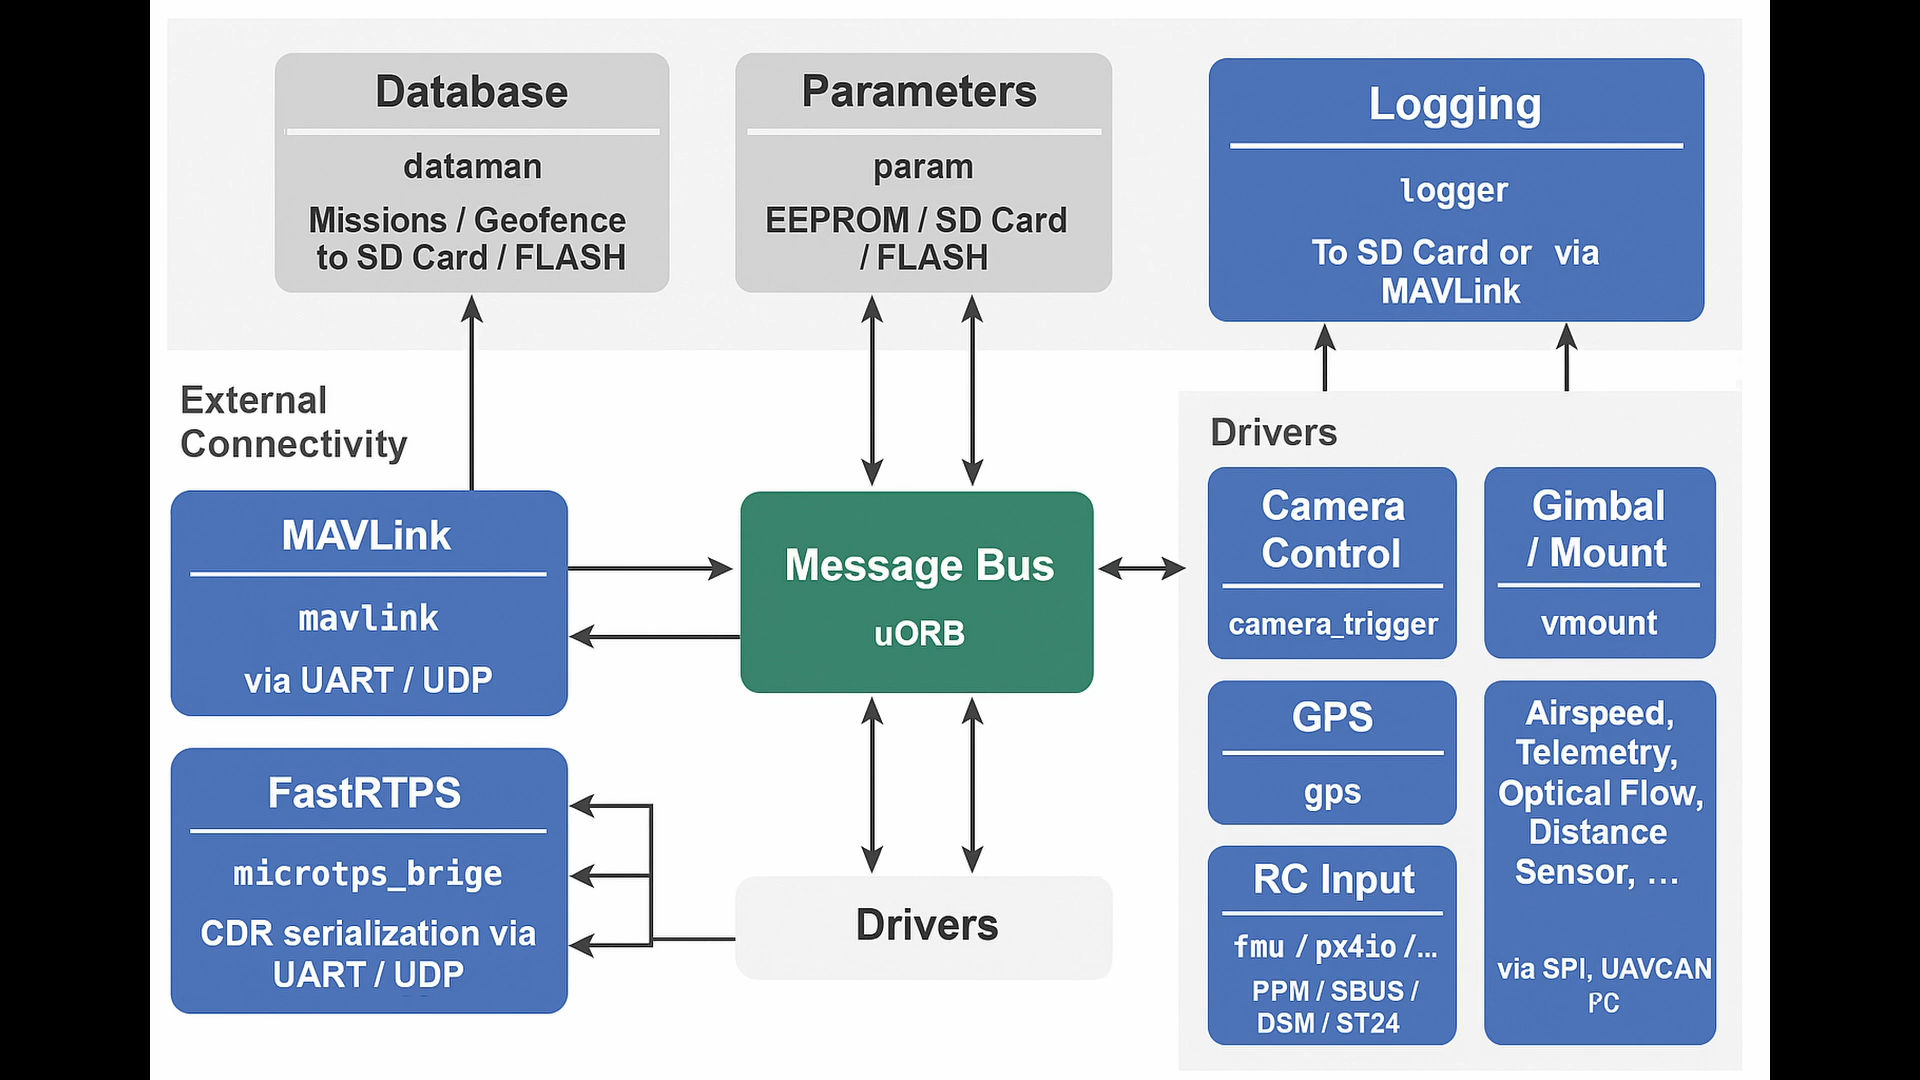 Database
dataman
Missions / Geofence
to SD Card / FLASH
Parameters
param
EEPROM / SD Card
/ FLASH
Logging
logger
To SD Card or via
MAVLink
External
Connectivity
MAVLink
mavlink
via UART / UDP
FastRTPS
microtps_brige
CDR serialization via
UART / UDP
Message Bus
uORB
Drivers
Drivers
Camera
Control
camera_trigger
Gimbal
/ Mount
vmount
GPS
gps
Airspeed,
Telemetry,
Optical Flow,
Distance
Sensor, ...
via SPI, UAVCAN
RC Input
fmu / px4io /...
PPM / SBUS /
DSM / ST24